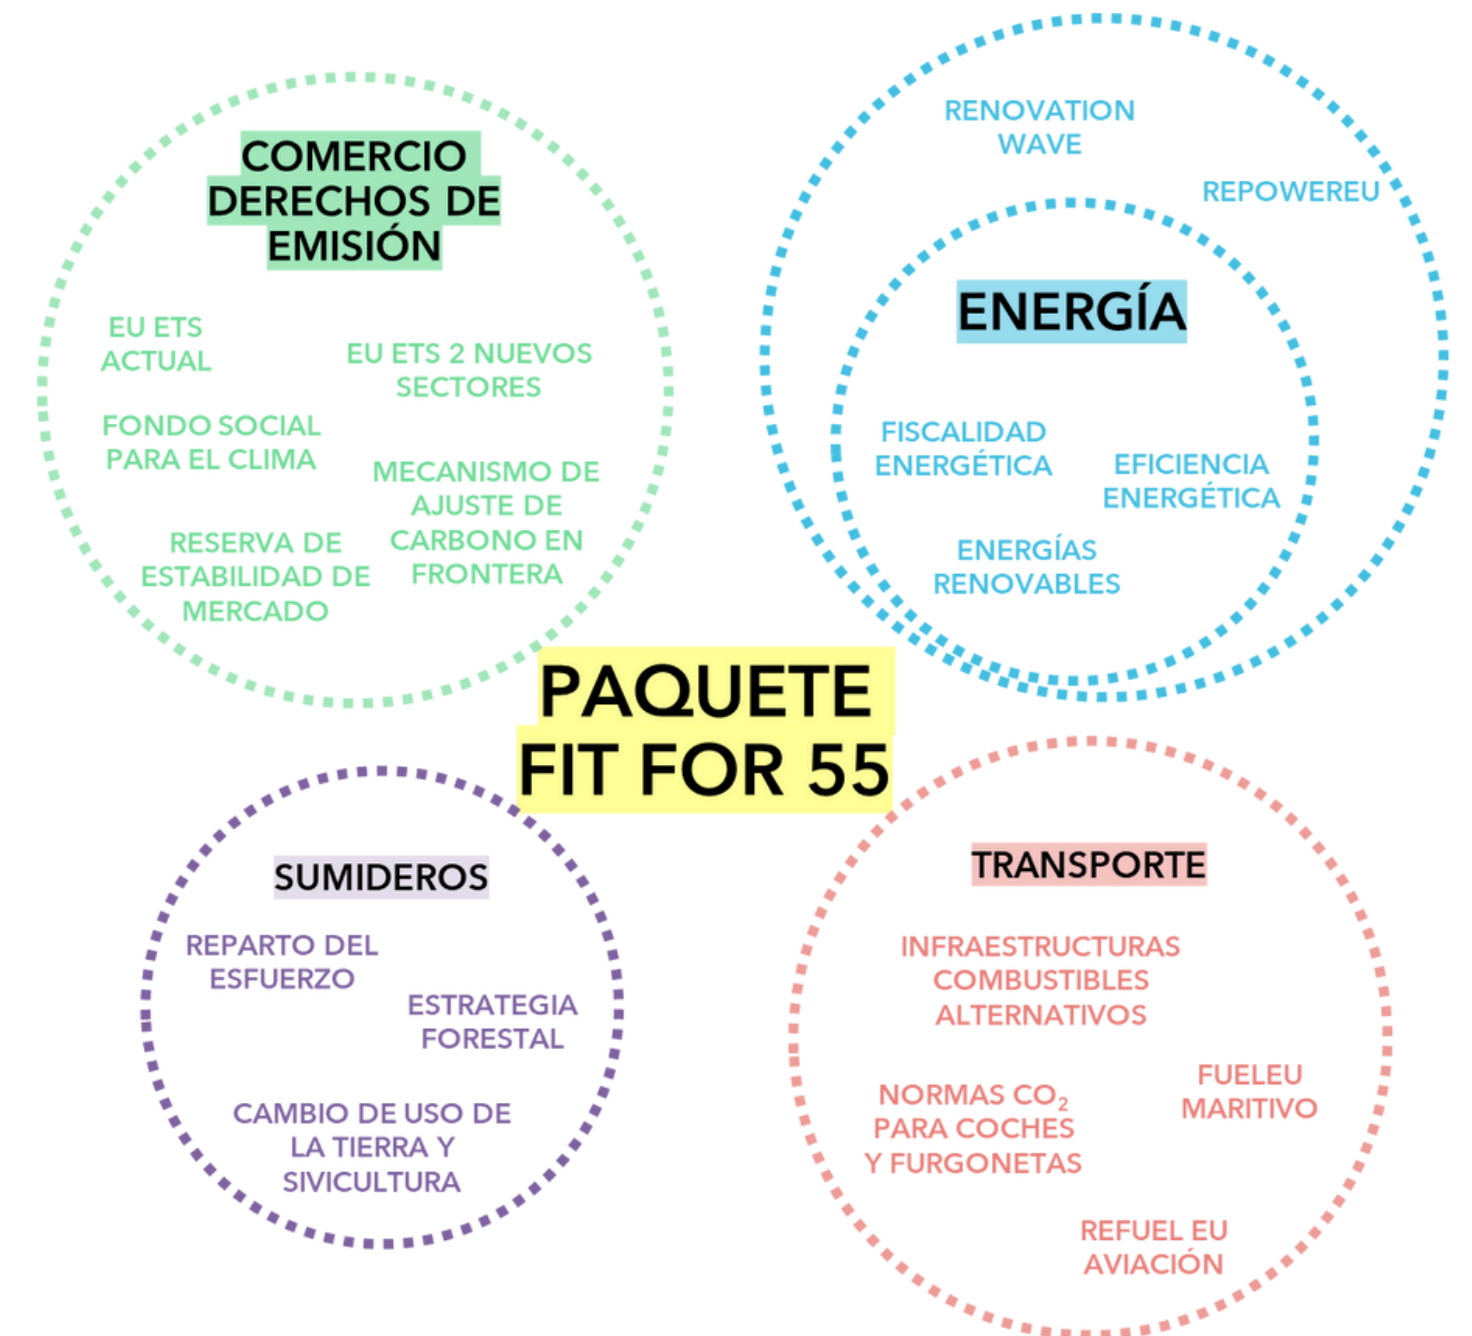 COMERCIO
DERECHOS DE
EMISIÓN
EU ETS
ACTUAL
EU ETS 2 NUEVOS
SECTORES
FONDO SOCIAL
PARA EL CLIMA
MECANISMO DE
AJUSTE DE
CARBONO EN
FRONTERA
RESERVA DE
ESTABILIDAD DE
MERCADO
RENOVATION
WAVE
REPOWEREU
ENERGÍA
FISCALIDAD
ENERGÉTICA
EFICIENCIA
ENERGÉTICA
ENERGÍAS
RENOVABLES
PAQUETE
FIT FOR 55
SUMIDEROS
REPARTO DEL
ESFUERZO
ESTRATEGIA
FORESTAL
CAMBIO DE USO DE
LA TIERRA Y
SIVICULTURA
TRANSPORTE
INFRAESTRUCTURAS
COMBUSTIBLES
ALTERNATIVOS
FUELEU
MARITIVO
NORMAS CO₂
PARA COCHES
Y FURGONETAS
REFUEL EU
AVIACIÓN